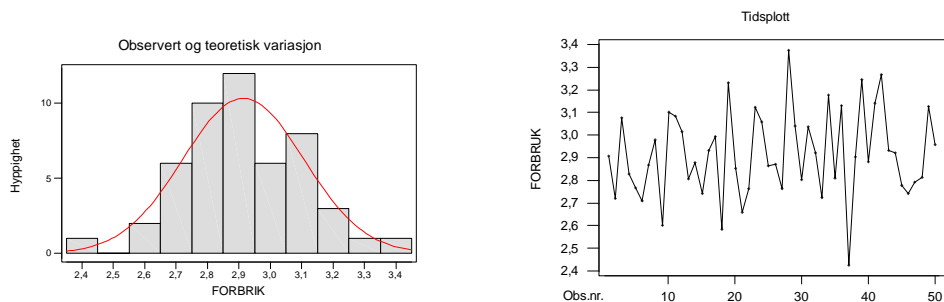 Observert og teoretisk variasjon
Hyppighet
10
5
0
2,4 2,5 2,6 2,7 2,8 2,9 3,0 3,1 3,2 3,3 3,4
FORBRIK
Tidsplott
FORBRUK
3,4
3,3
3,2
3,1
3,0
2,9
2,8
2,7
2,6
2,5
2,4
Obs.nr. 10 20 30 40 50